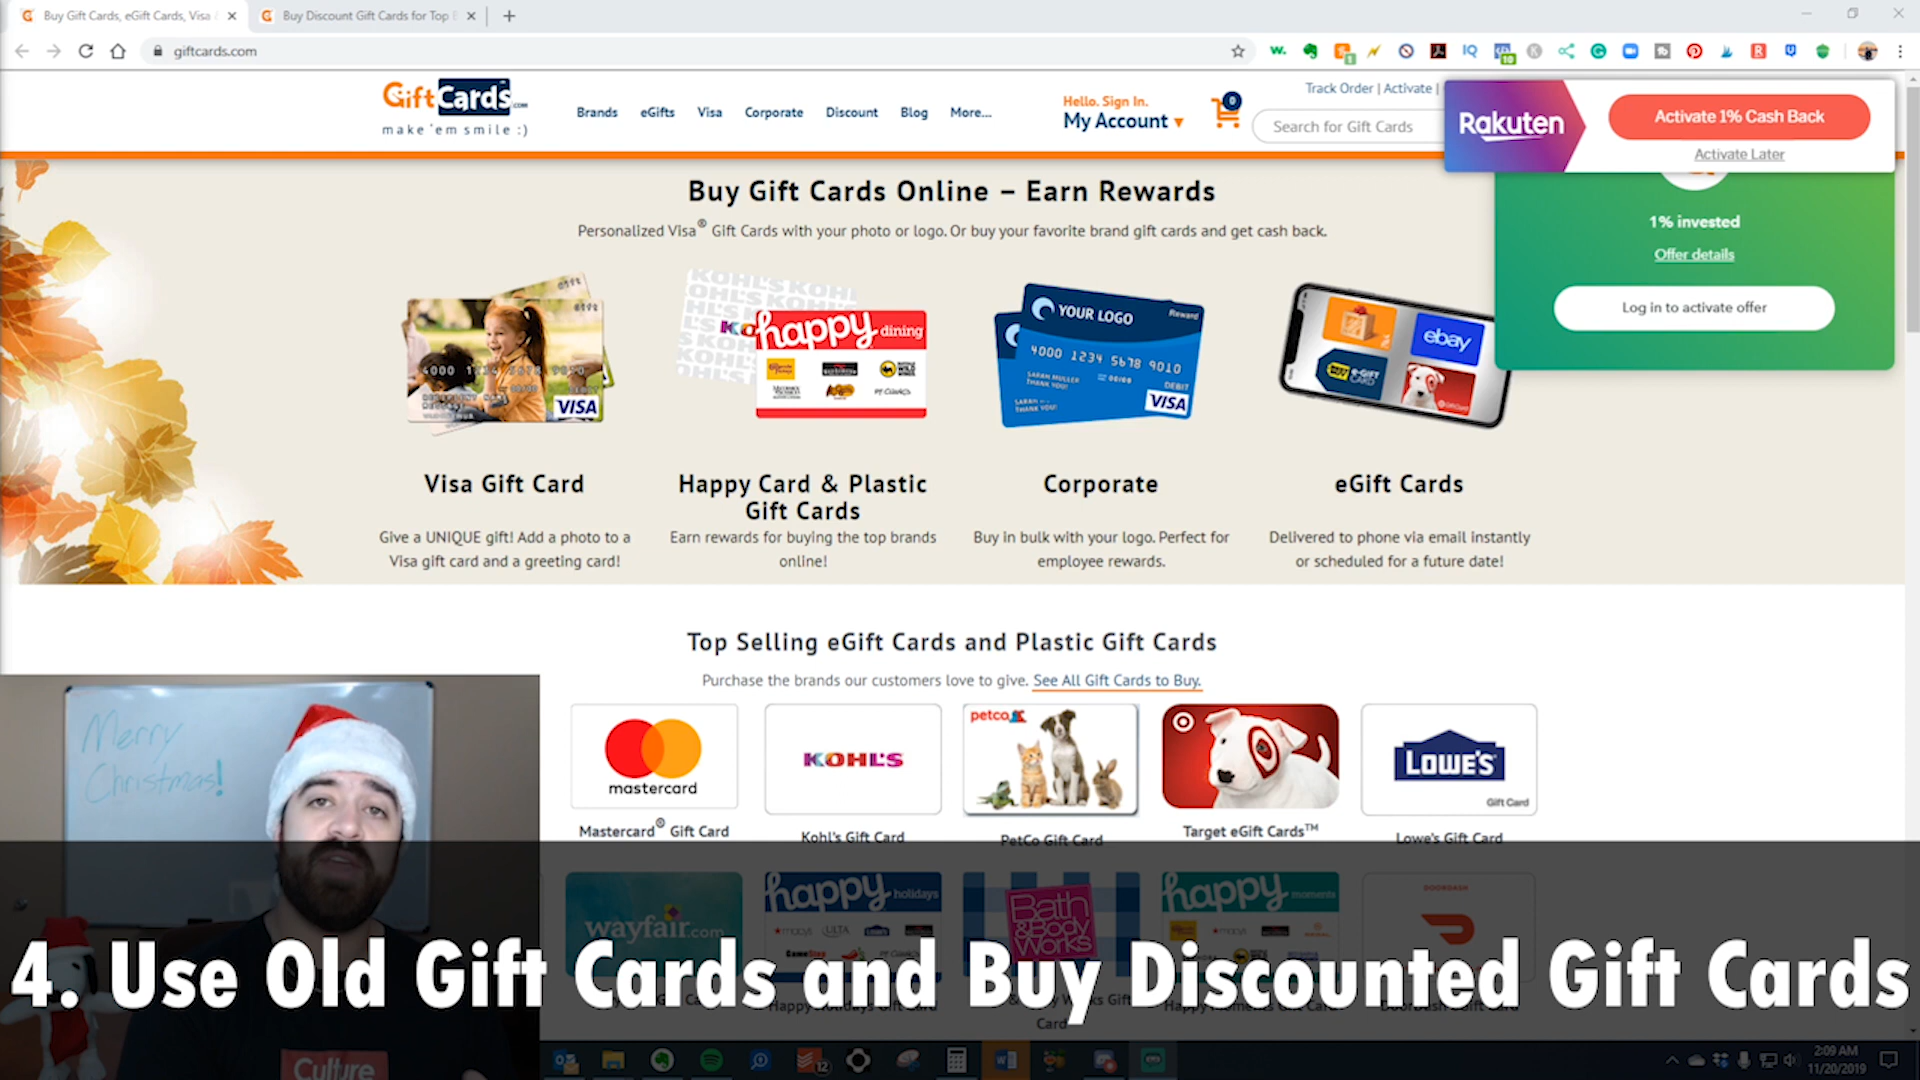 Buy Gift Cards, eGift Cards, Visa
Buy Discount Gift Cards for Top
giftcards.com
GiftCards.com
make 'em smile :)
Brands
eGifts
Visa
Corporate
Discount
Blog
More...
Hello. Sign In.
My Account
0
Track Order | Activate |
Search for Gift Cards
Rakuten
Activate 1% Cash Back
Activate Later
1% invested
Offer details
Log in to activate offer
Buy Gift Cards Online – Earn Rewards
Personalized Visa® Gift Cards with your photo or logo. Or buy your favorite brand gift cards and get cash back.
VISA
KOHL'S
happy dining
YOUR LOGO
Reward
4000 1234 5678 9010
SARAH MULLER
THANK YOU!
DEBIT
VISA
ebay
Visa Gift Card
Give a UNIQUE gift! Add a photo to a
Visa gift card and a greeting card!
Happy Card & Plastic
Gift Cards
Earn rewards for buying the top brands
online!
Corporate
Buy in bulk with your logo. Perfect for
employee rewards.
eGift Cards
Delivered to phone via email instantly
or scheduled for a future date!
Top Selling eGift Cards and Plastic Gift Cards
Purchase the brands our customers love to give. See All Gift Cards to Buy.
mastercard
KOHL'S
petco
LOWE'S
Gift Card
Mastercard® Gift Card
Kohl's Gift Card
PetCo Gift Card
Target eGift Cards™
Lowe's Gift Card
Merry
Christmas!
wayfair.com
happy holidays
Bath
& Body
Works
happy moments
DOORDASH
4. Use Old Gift Cards and Buy Discounted Gift Cards
Culture
2:09 AM
11/20/2019